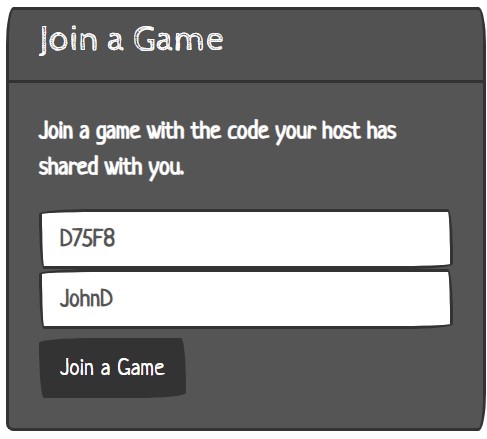 Join a Game
Join a game with the code your host has
shared with you.
D75F8
JohnD
Join a Game